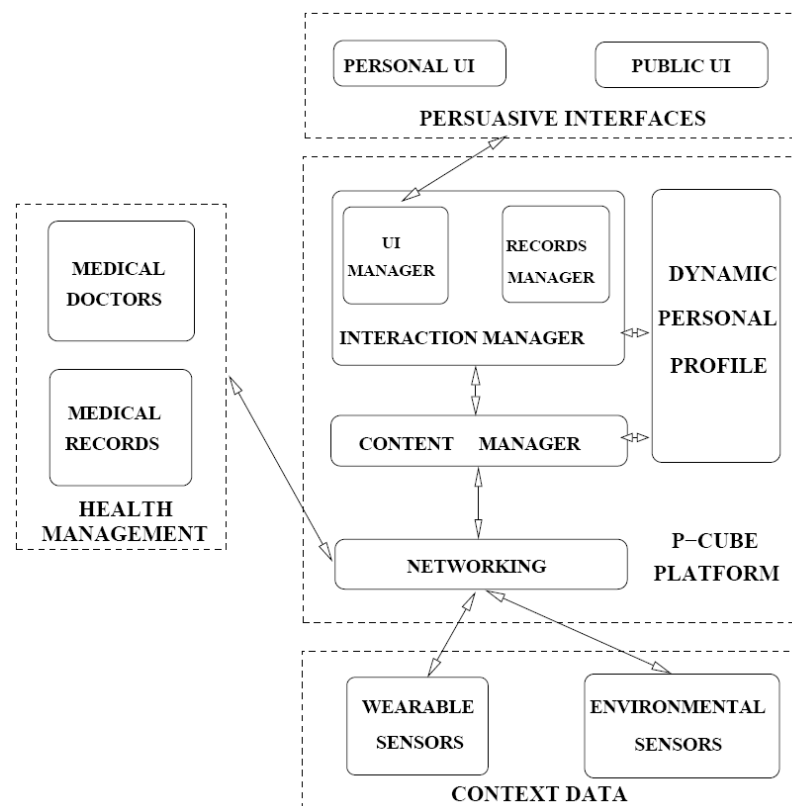 PERSONAL UI
PUBLIC UI
PERSUASIVE INTERFACES
UI
MANAGER
RECORDS
MANAGER
INTERACTION MANAGER
DYNAMIC
PERSONAL
PROFILE
CONTENT MANAGER
NETWORKING
P−CUBE
PLATFORM
MEDICAL
DOCTORS
MEDICAL
RECORDS
HEALTH
MANAGEMENT
WEARABLE
SENSORS
ENVIRONMENTAL
SENSORS
CONTEXT DATA